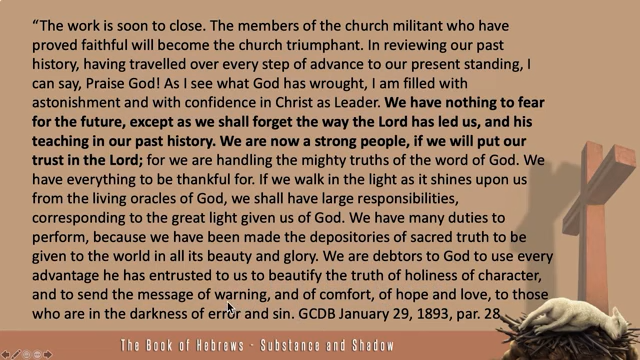 “The work is soon to close. The members of the church militant who have
proved faithful will become the church triumphant. In reviewing our past
history, having travelled over every step of advance to our present standing, I
can say, Praise God! As I see what God has wrought, I am filled with
astonishment and with confidence in Christ as Leader. We have nothing to fear
for the future, except as we shall forget the way the Lord has led us, and his
teaching in our past history. We are now a strong people, if we will put our
trust in the Lord; for we are handling the mighty truths of the word of God. We
have everything to be thankful for. If we walk in the light as it shines upon us
from the living oracles of God, we shall have large responsibilities,
corresponding to the great light given us of God. We have many duties to
perform, because we have been made the depositories of sacred truth to be
given to the world in all its beauty and glory. We are debtors to God to use every
advantage he has entrusted to us to beautify the truth of holiness of character,
and to send the message of warning, and of comfort, of hope and love, to those
who are in the darkness of error and sin. GCDB January 29, 1893, par. 28
The Book of Hebrews - Substance and Shadow